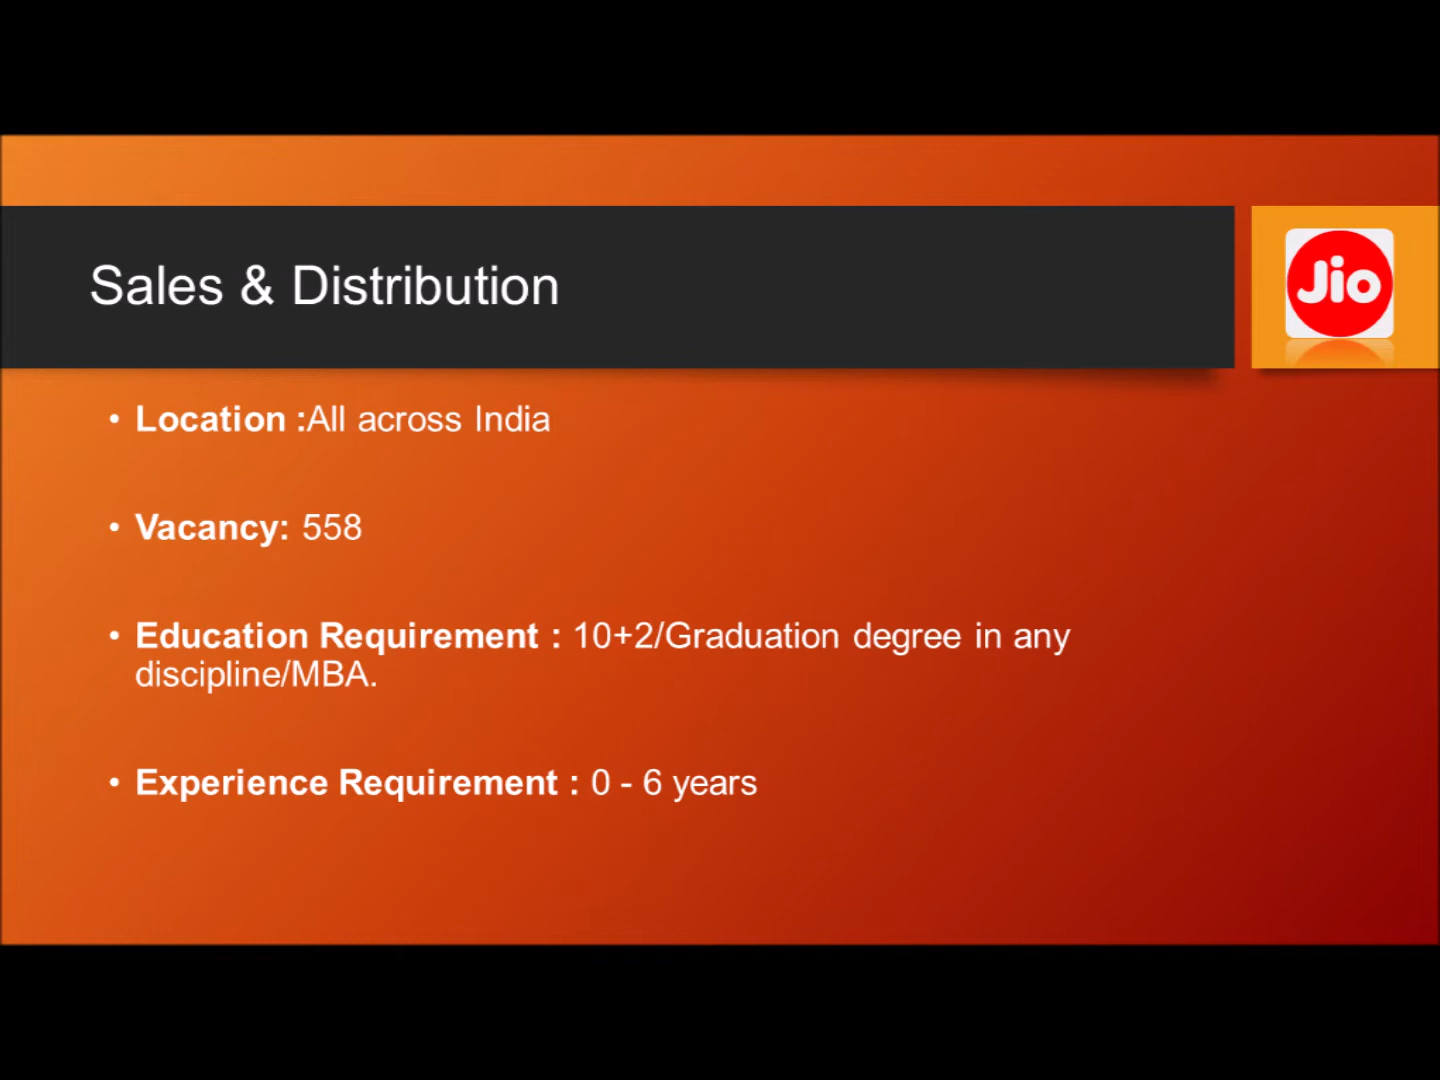 Sales & Distribution
Jio
• Location :All across India
• Vacancy: 558
• Education Requirement : 10+2/Graduation degree in any
discipline/MBA.
• Experience Requirement : 0 - 6 years